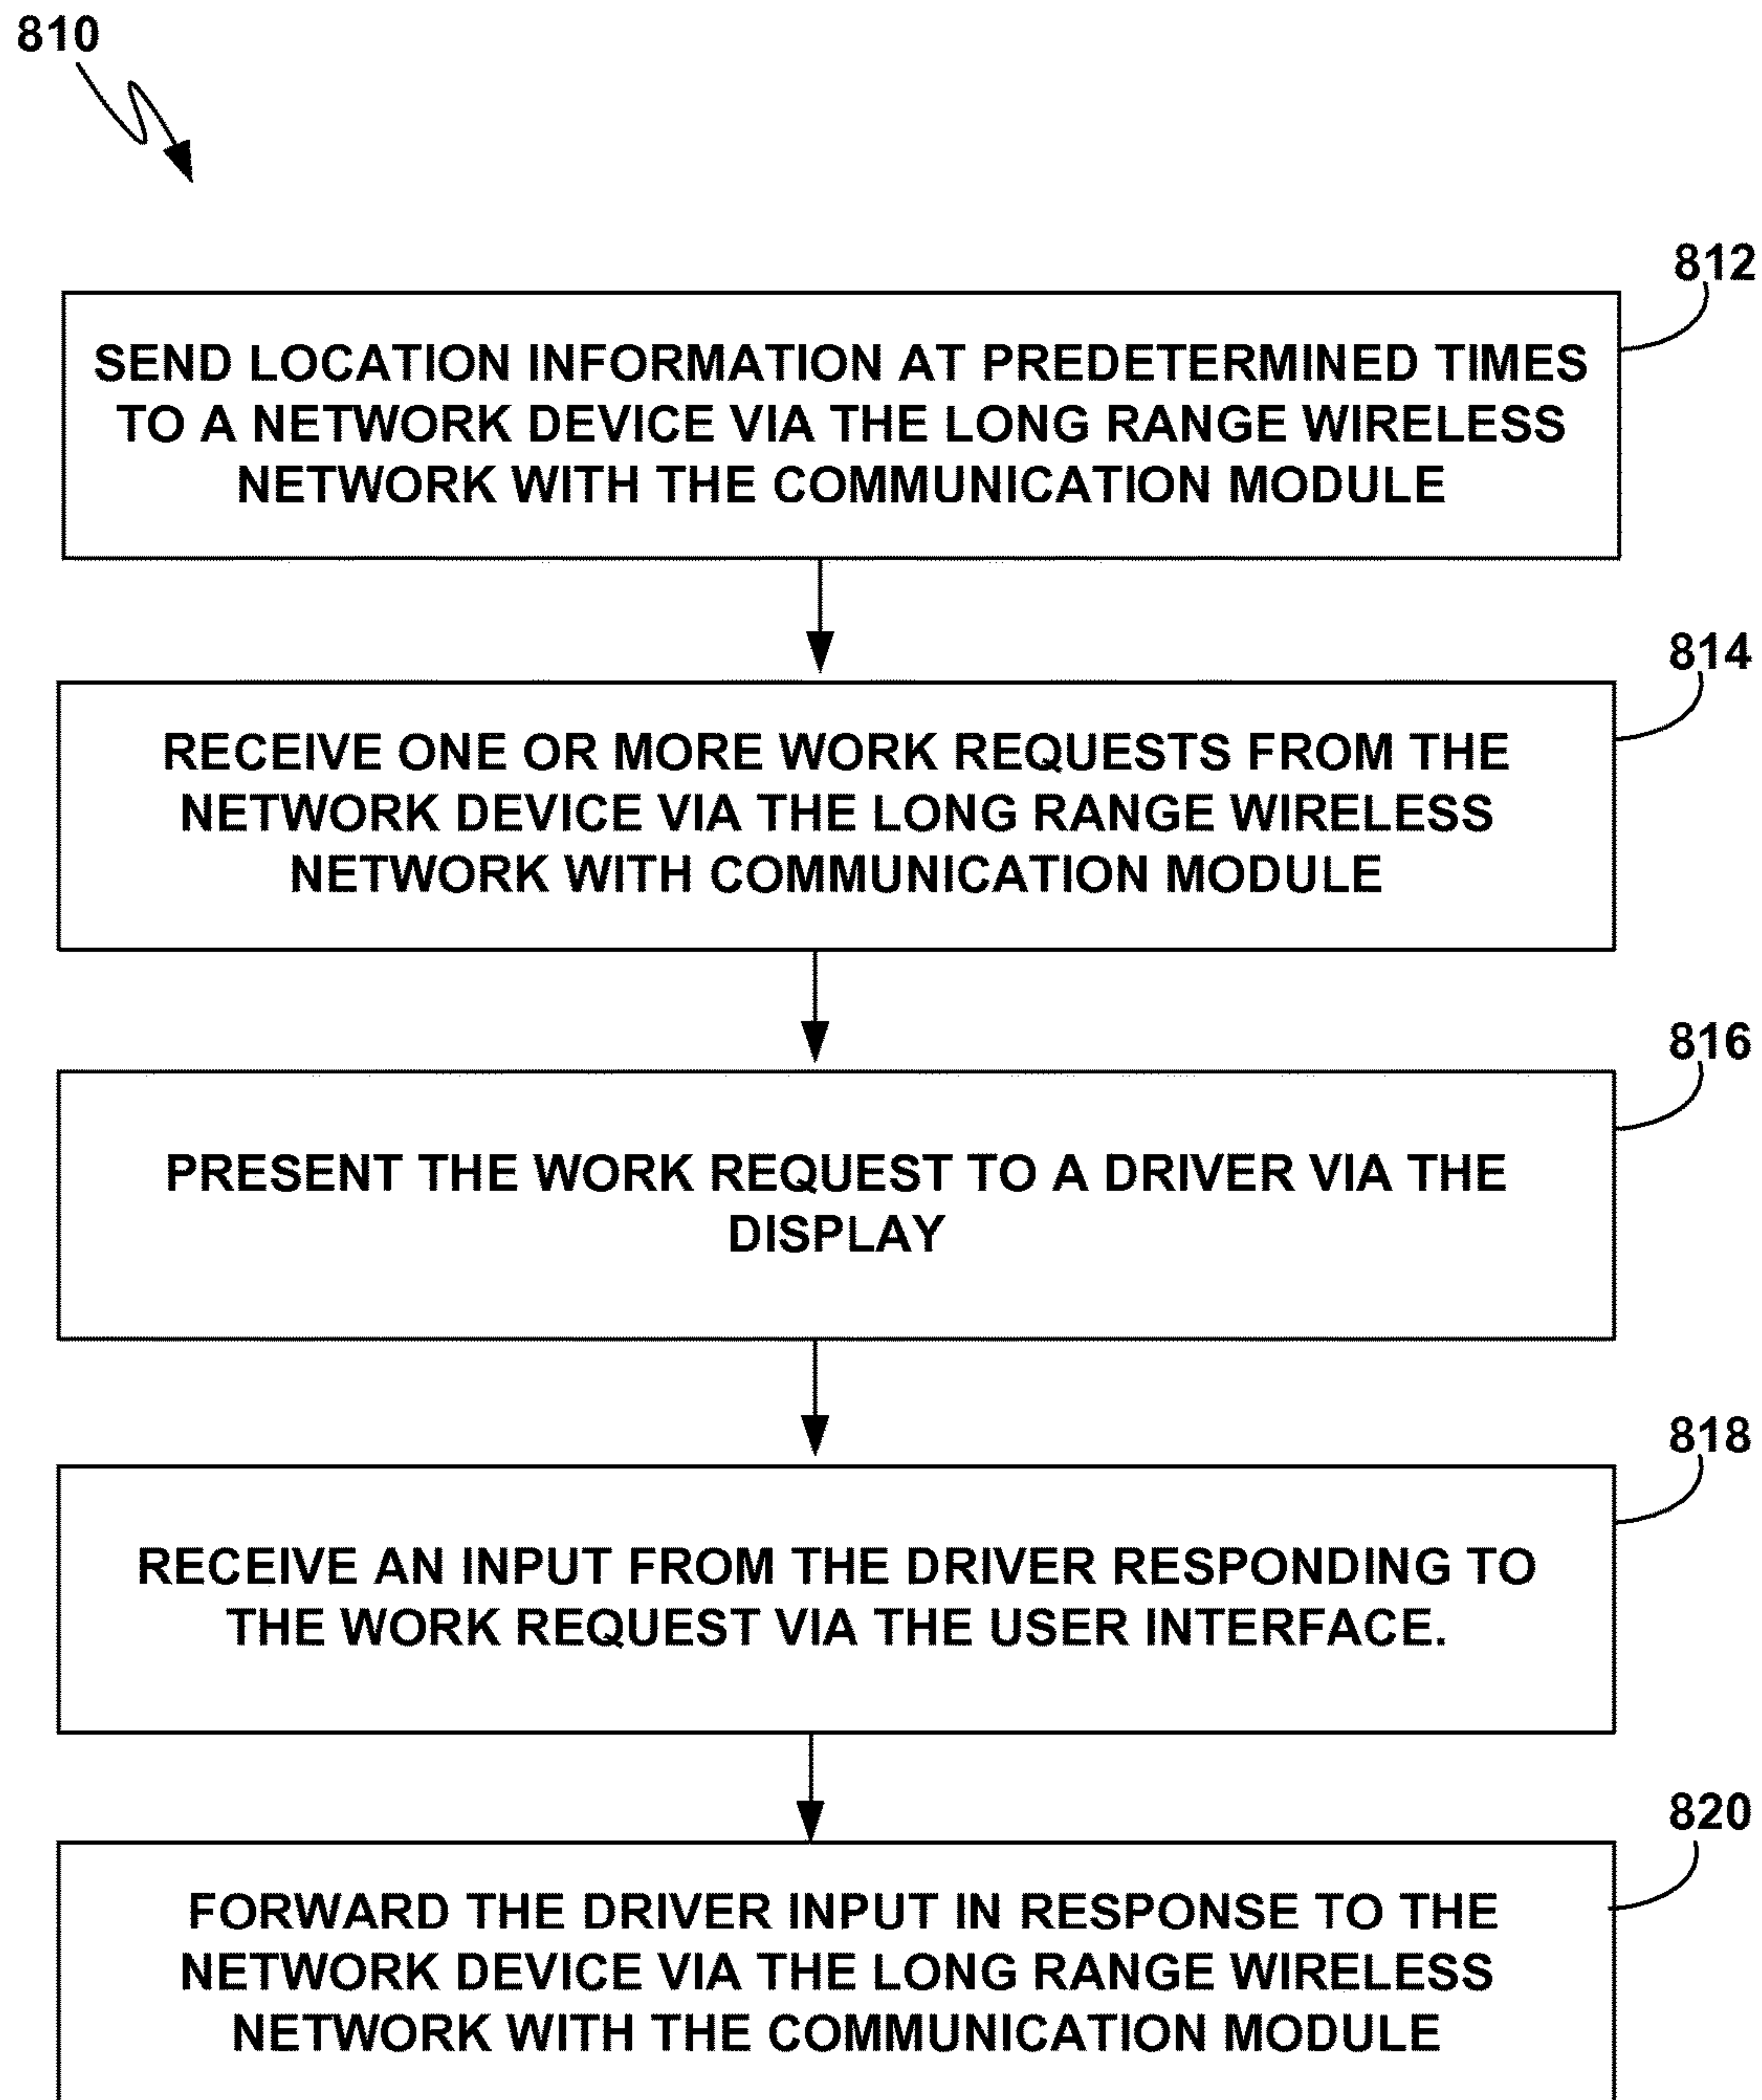 810
812
SEND LOCATION INFORMATION AT PREDETERMINED TIMES
TO A NETWORK DEVICE VIA THE LONG RANGE WIRELESS
NETWORK WITH THE COMMUNICATION MODULE
814
RECEIVE ONE OR MORE WORK REQUESTS FROM THE
NETWORK DEVICE VIA THE LONG RANGE WIRELESS
NETWORK WITH COMMUNICATION MODULE
816
PRESENT THE WORK REQUEST TO A DRIVER VIA THE
DISPLAY
818
RECEIVE AN INPUT FROM THE DRIVER RESPONDING TO
THE WORK REQUEST VIA THE USER INTERFACE.
820
FORWARD THE DRIVER INPUT IN RESPONSE TO THE
NETWORK DEVICE VIA THE LONG RANGE WIRELESS
NETWORK WITH THE COMMUNICATION MODULE